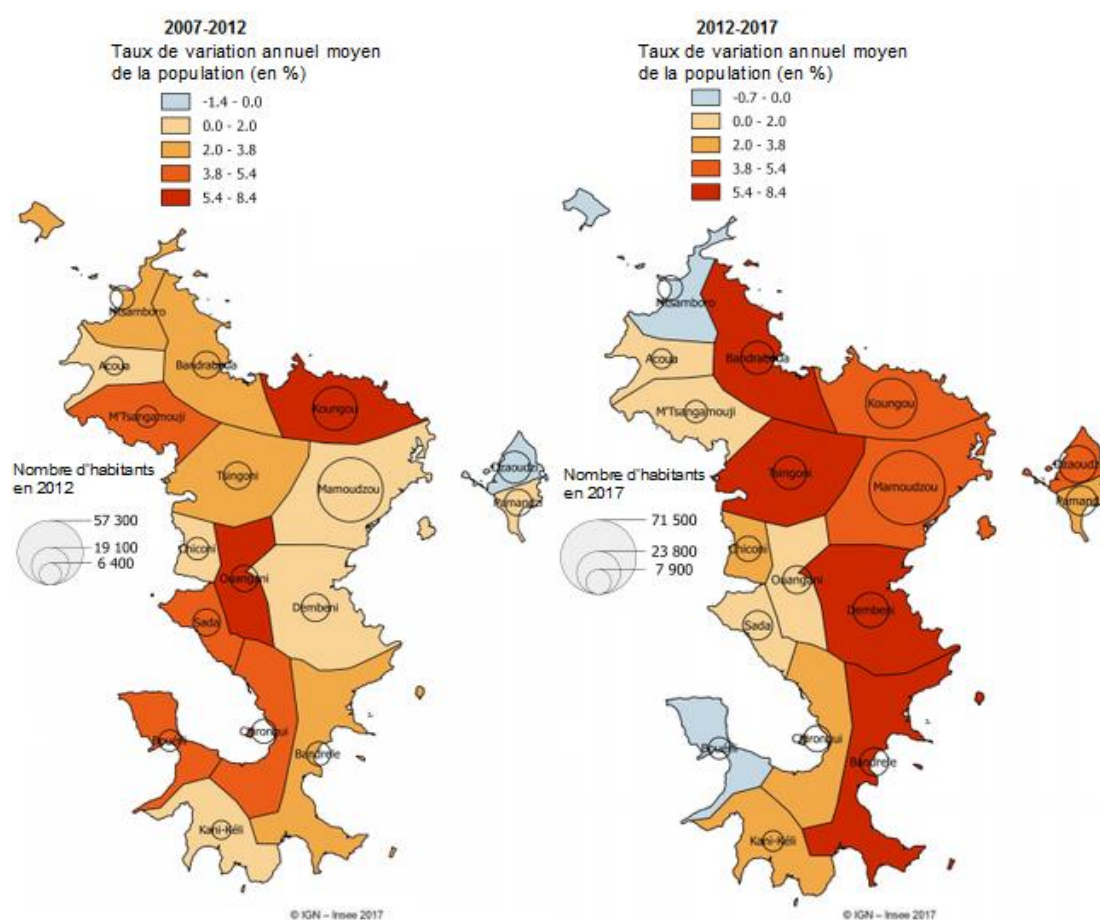 2007-2012
Taux de variation annuel moyen
de la population (en %)
-1.4 - 0.0
0.0 - 2.0
2.0 - 3.8
3.8 - 5.4
5.4 - 8.4
Mtsamboro
Acoua
Bandraboua
M'Tsangamouji
Koungou
Tsingoni
Mamoudzou
Dzaoudzi
Pamandzi
Nombre d'habitants
en 2012
57 300
19 100
6 400
Chiconi
Ouangani
Sada
Dembeni
Bouéni
Chirongui
Bandrele
Kani-Kéli
© IGN – Insee 2017
2012-2017
Taux de variation annuel moyen
de la population (en %)
-0.7 - 0.0
0.0 - 2.0
2.0 - 3.8
3.8 - 5.4
5.4 - 8.4
Mtsamboro
Acoua
Bandraboua
M'Tsangamouji
Koungou
Tsingoni
Mamoudzou
Dzaoudzi
Pamandzi
Nombre d'habitants
en 2017
71 500
23 800
7 900
Chiconi
Ouangani
Sada
Dembeni
Bouéni
Chirongui
Bandrele
Kani-Kéli
© IGN – Insee 2017